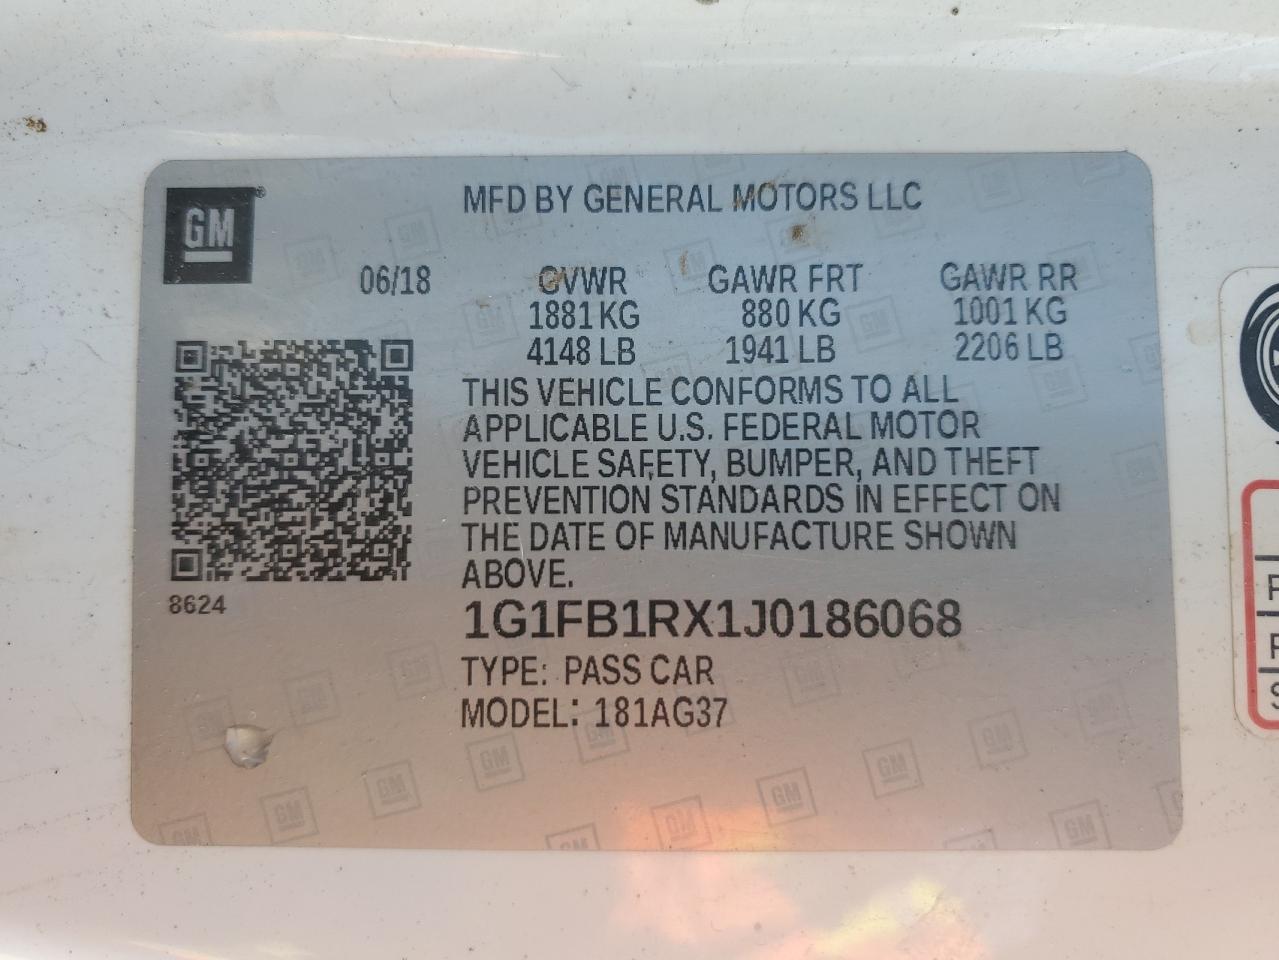 GM
MFD BY GENERAL MOTORS LLC
06/18 GVWR GAWR FRT GAWR RR
1881 KG 880 KG 1001 KG
4148 LB 1941 LB 2206 LB
THIS VEHICLE CONFORMS TO ALL
APPLICABLE U.S. FEDERAL MOTOR
VEHICLE SAFETY, BUMPER, AND THEFT
PREVENTION STANDARDS IN EFFECT ON
THE DATE OF MANUFACTURE SHOWN
ABOVE.
8624
1G1FB1RX1J0186068
TYPE: PASS CAR
MODEL: 181AG37